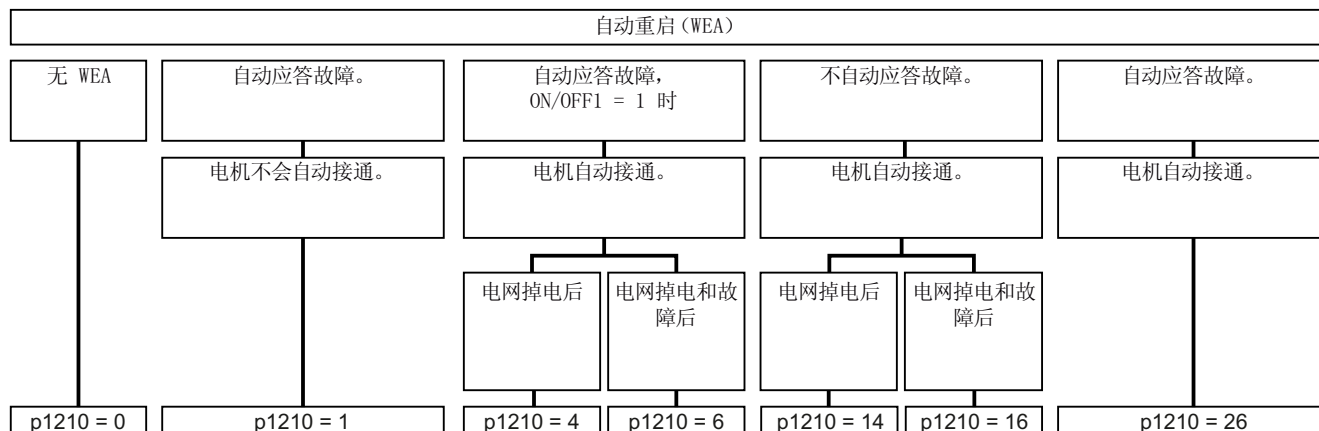 自动重启(WEA)
无 WEA
自动应答故障。
自动应答故障,
ON/OFF1 = 1 时
不自动应答故障。
自动应答故障。
电机不会自动接通。
电机自动接通。
电机自动接通。
电机自动接通。
电网掉电后
电网掉电和故
障后
电网掉电后
电网掉电和故
障后
p1210 = 0
p1210 = 1
p1210 = 4
p1210 = 6
p1210 = 14
p1210 = 16
p1210 = 26